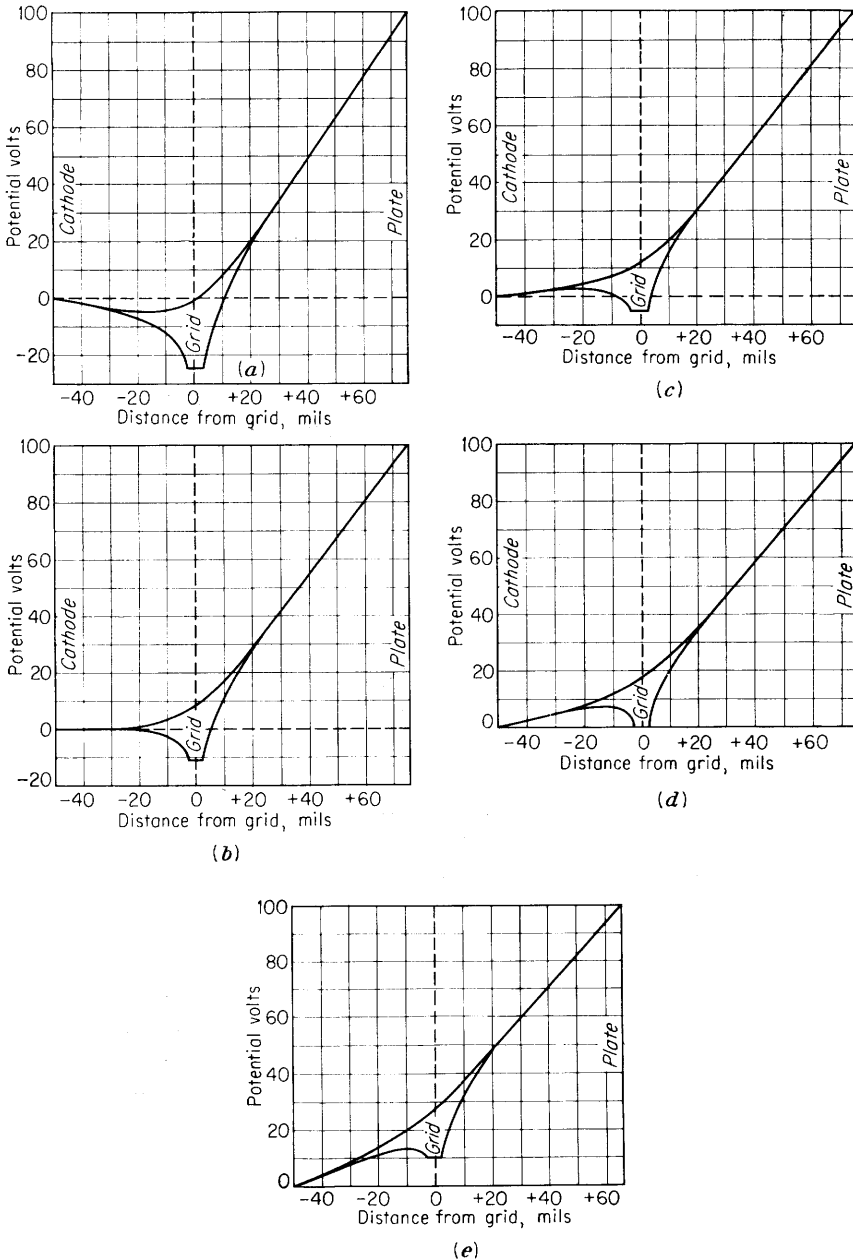 100
80
60
40
20
0
-20
Potential volts
Cathode
Grid
Plate
-40 -20 0 +20 +40 +60
Distance from grid, mils
(a)
100
80
60
40
20
0
Potential volts
Cathode
Grid
Plate
-40 -20 0 +20 +40 +60
Distance from grid, mils
(c)
100
80
60
40
20
0
-20
Potential volts
Cathode
Grid
Plate
-40 -20 0 +20 +40 +60
Distance from grid, mils
(b)
100
80
60
40
20
0
Potential volts
Cathode
Grid
Plate
-40 -20 0 +20 +40 +60
Distance from grid, mils
(d)
100
80
60
40
20
0
Potential volts
Grid
Plate
-40 -20 0 +20 +40 +60
Distance from grid, mils
(e)